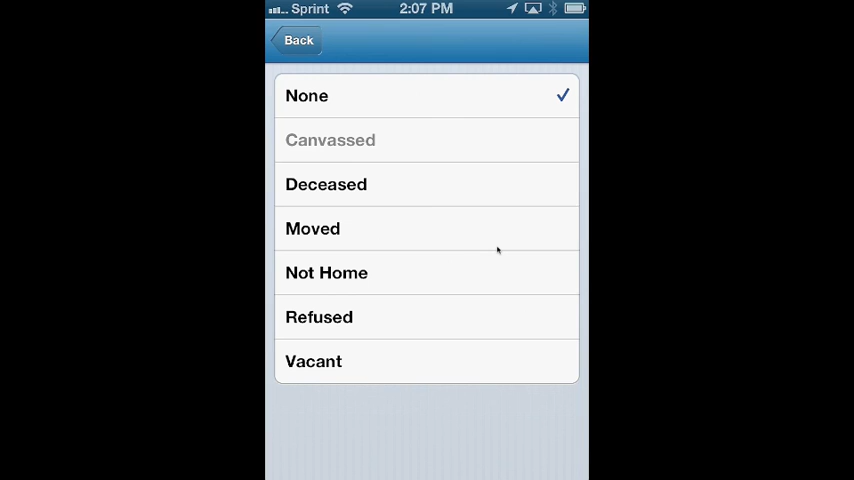 Sprint 2:07 PM
Back
None
Canvassed
Deceased
Moved
Not Home
Refused
Vacant